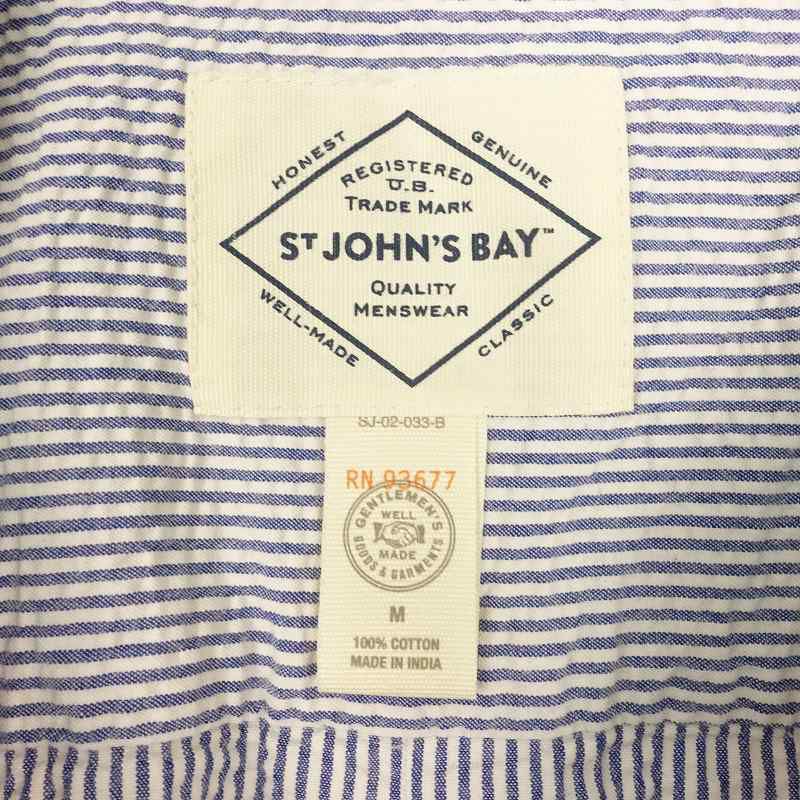 HONEST
GENUINE
REGISTERED
U.S.
TRADE MARK
ST JOHN'S BAY™
QUALITY
MENSWEAR
WELL-MADE
CLASSIC
SJ-02-033-B
RN 93677
GENTLEMEN'S
WELL
MADE
GOODS & GARMENTS
M
100% COTTON
MADE IN INDIA